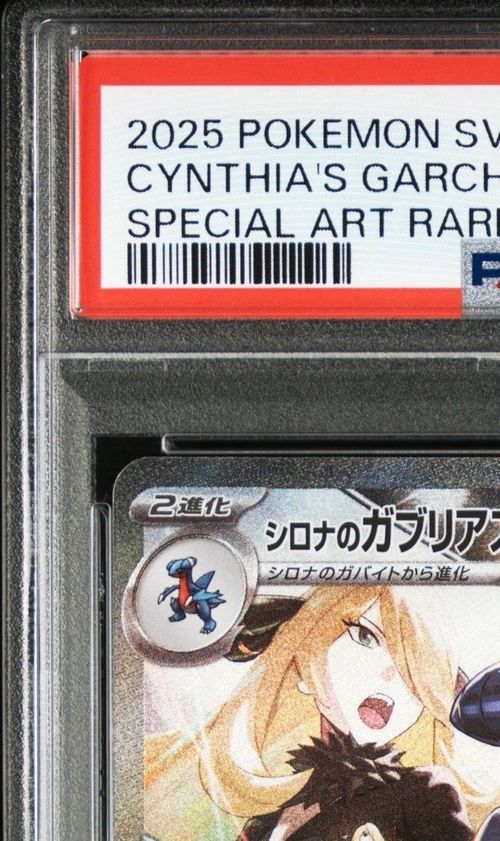 2025 POKEMON SV
CYNTHIA'S GARCH
SPECIAL ART RAR
P
2進化
シロナのガブリアス
シロナのガバイトから進化